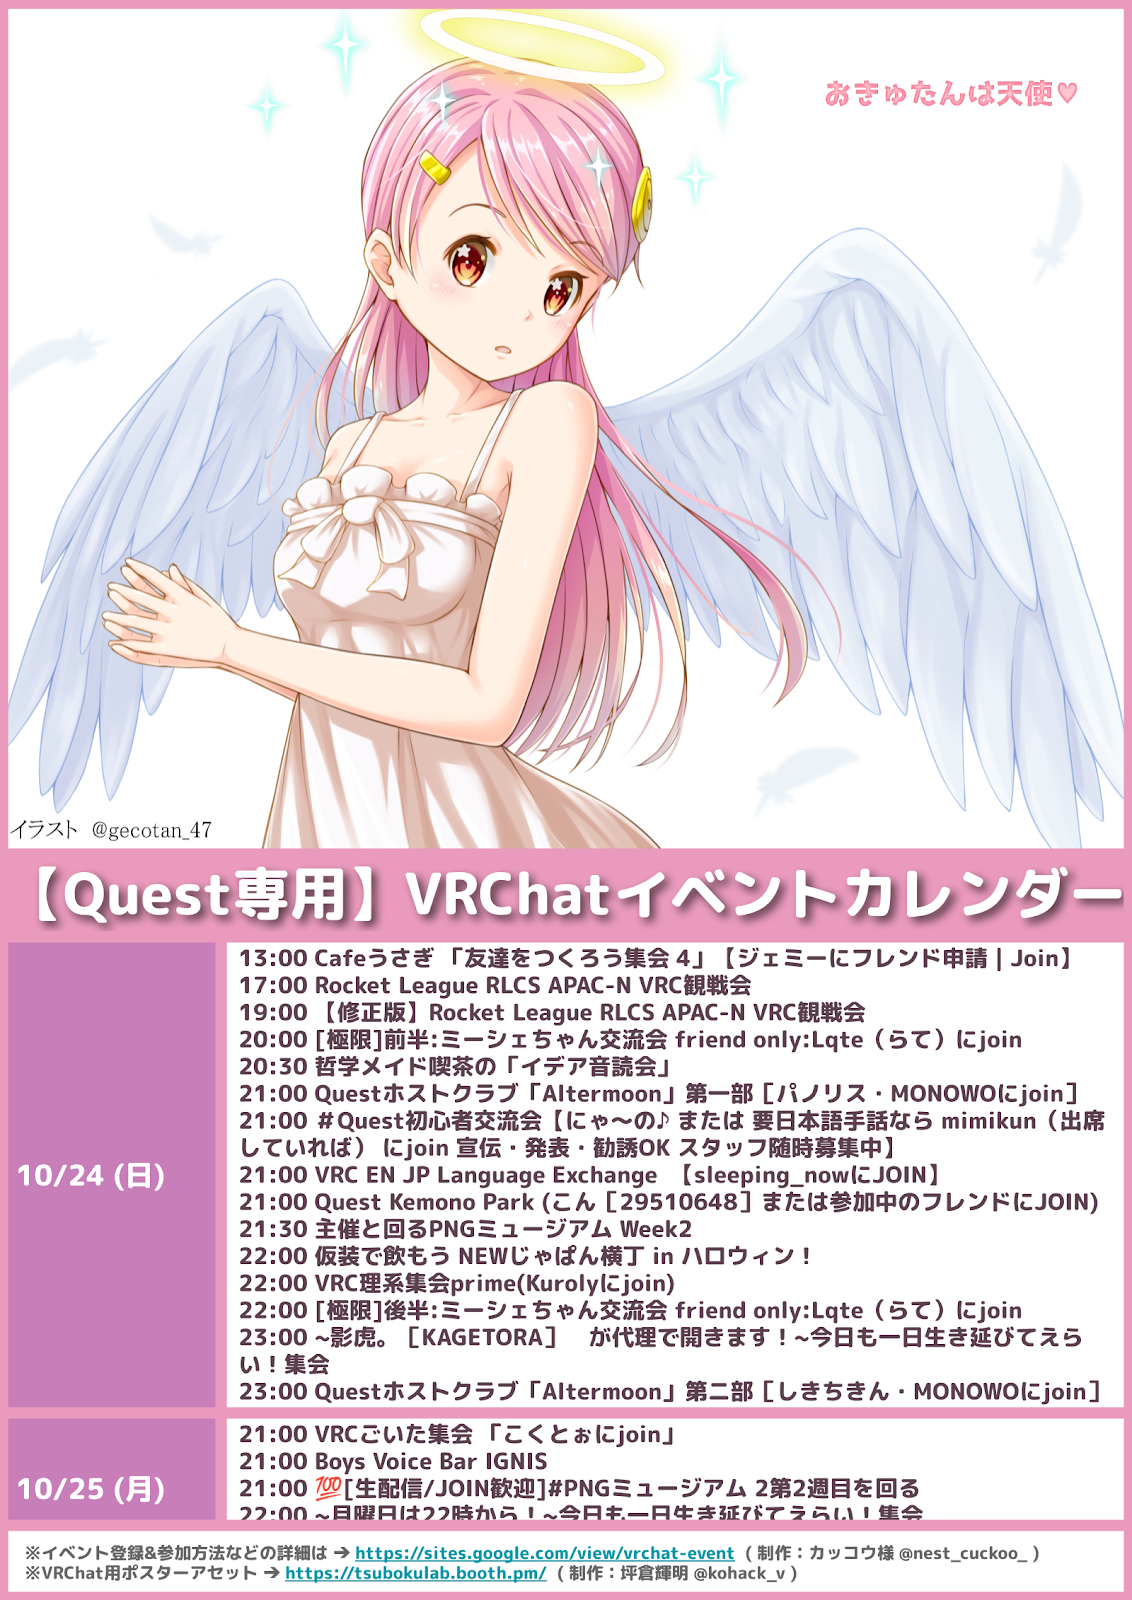 おきゅたんは天使♥
イラスト @gecotan_47
【Quest専用】VRChatイベントカレンダー
10/24 (日)
13:00 Cafeうさぎ 「友達をつくろう集会 4」【ジェミーにフレンド申請 | Join】
17:00 Rocket League RLCS APAC-N VRC観戦会
19:00 【修正版】Rocket League RLCS APAC-N VRC観戦会
20:00 [極限]前半:ミーシェちゃん交流会 friend only:Lqte（らて）にjoin
20:30 哲学メイド喫茶の「イデア音読会」
21:00 Questホストクラブ「AItermoon」第一部［パノリス・MONOWOにjoin］
21:00 ＃Quest初心者交流会【にゃ〜の♪ または 要日本語手話なら mimikun（出席
していれば） にjoin 宣伝・発表・勧誘OK スタッフ随時募集中】
21:00 VRC EN JP Language Exchange 【sleeping_nowにJOIN】
21:00 Quest Kemono Park (こん［29510648］または参加中のフレンドにJOIN)
21:30 主催と回るPNGミュージアム Week2
22:00 仮装で飲もう NEWじゃぱん横丁 in ハロウィン！
22:00 VRC理系集会prime(Kurolyにjoin)
22:00 [極限]後半:ミーシェちゃん交流会 friend only:Lqte（らて）にjoin
23:00 ~影虎。［KAGETORA］ が代理で開きます！~今日も一日生き延びてえら
い！集会
23:00 Questホストクラブ「AItermoon」第二部［しきちきん・MONOWOにjoin］
10/25 (月)
21:00 VRCごいた集会 「こくとぉにjoin」
21:00 Boys Voice Bar IGNIS
21:00 💯[生配信/JOIN歓迎]#PNGミュージアム 2第2週目を回る
22:00 ~月曜日は22時から！~今日も一日生き延びてえらい！集会
※イベント登録&参加方法などの詳細は → https://sites.google.com/view/vrchat-event ( 制作：カッコウ様 @nest_cuckoo_ )
※VRChat用ポスターアセット → https://tsubokulab.booth.pm/ ( 制作：坪倉輝明 @kohack_v )